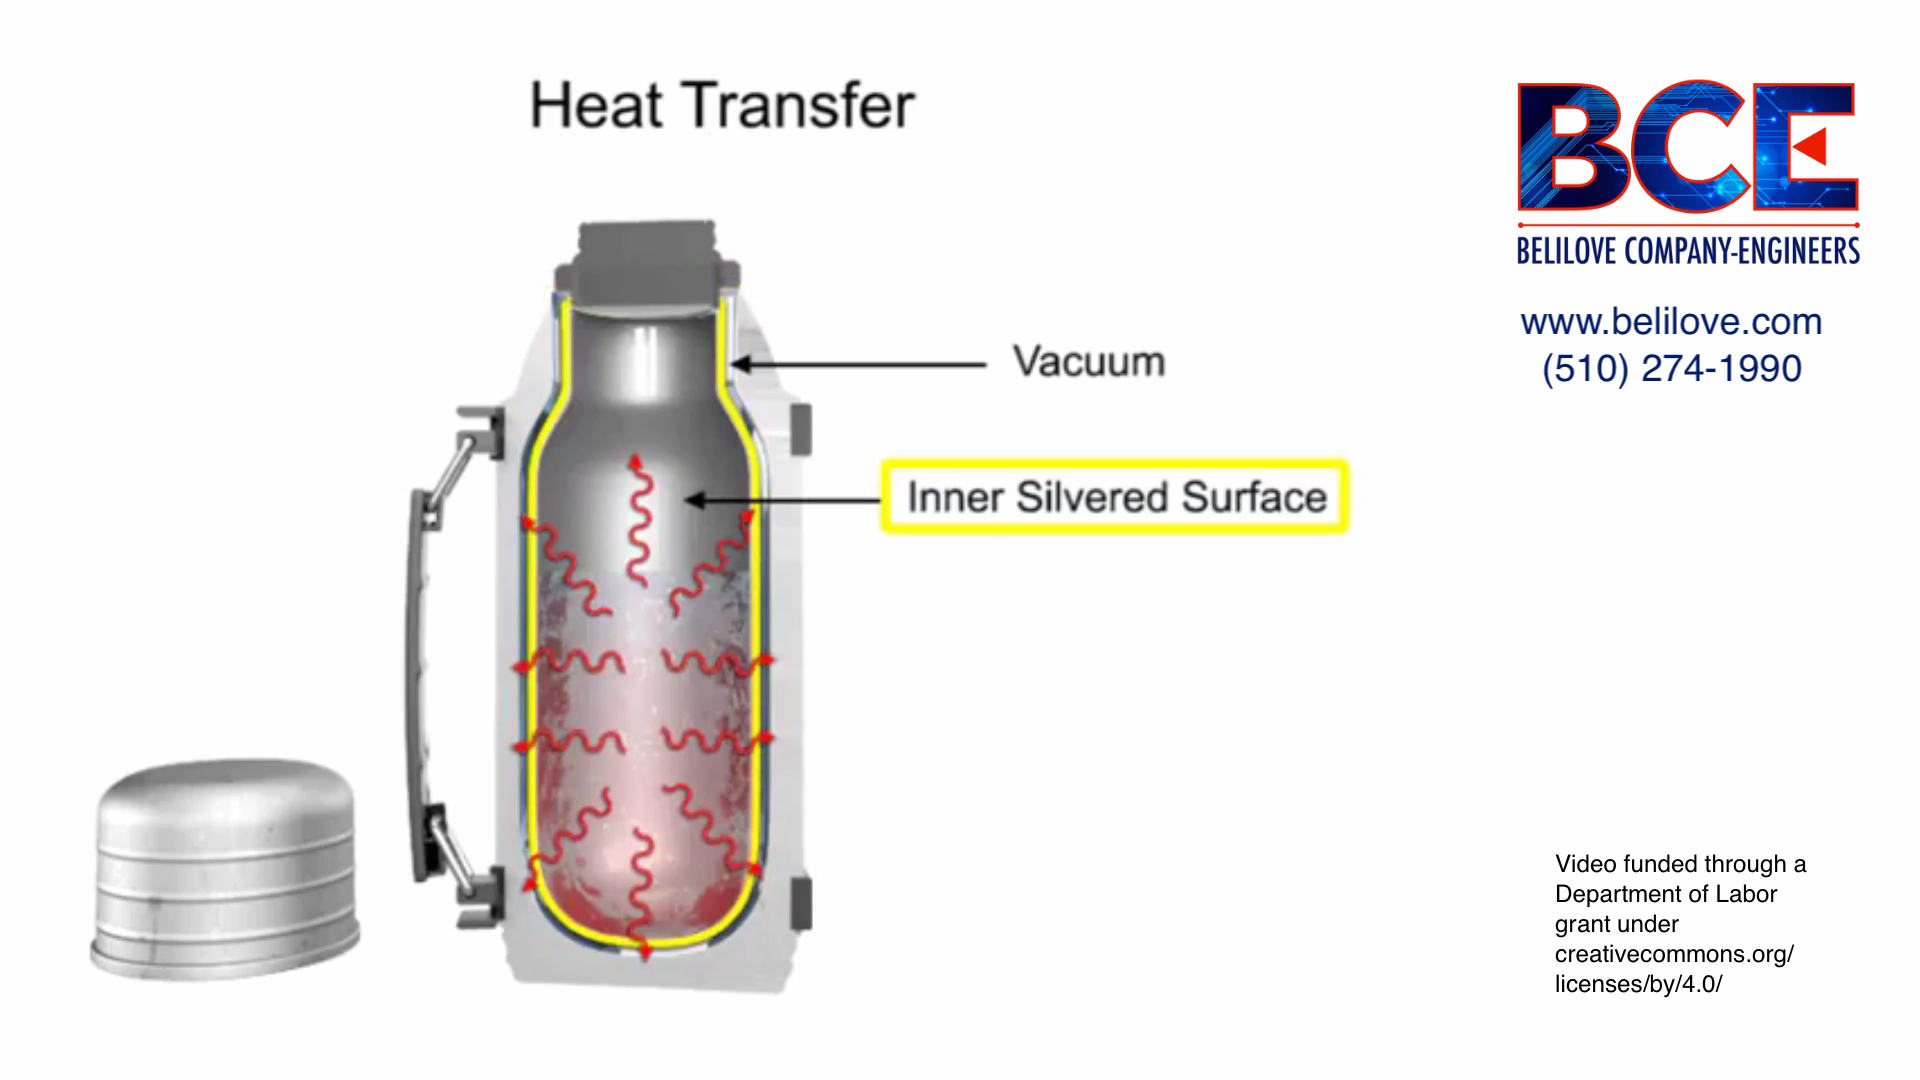 Heat Transfer
BCE
BELILOVE COMPANY-ENGINEERS
www.belilove.com
(510) 274-1990
Vacuum
Inner Silvered Surface
Video funded through a
Department of Labor
grant under
creativecommons.org/
licenses/by/4.0/